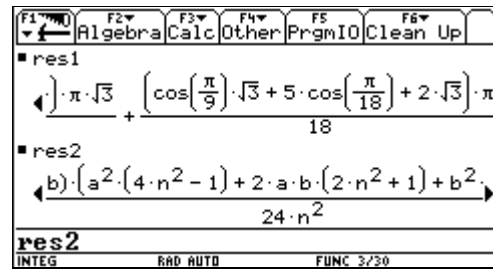 F1 F2 F3 F4 F5 F6
Algebra Calc Other PrgmIO Clean Up
▪ res1
◀·)·π·√3 + (cos(π/9)·√3 + 5·cos(π/18) + 2·√3)·π
18
▪ res2
◀b)·(a²·(4·n² − 1) + 2·a·b·(2·n² + 1) + b²·▶
24·n²
res2
INTEG RAD AUTO FUNC 3/30